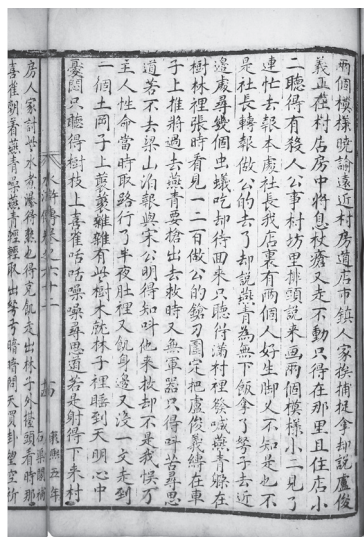 兩個模樣曉諭遠近村房道店市鎮人家挨捕捉拿却說盧俊
義正在村店房中將息杖瘡又走不動只得在那里且住店小
二聽得有殺人公事村坊里排頭說來画兩個模樣小二見了
連忙去報本處社長我店裏有兩個人好生脚叉不知是也不
是社長轉報做公的去了却說燕青為無下飯拿了弩子去近
邊處尋幾個虫蟻吃却待回來只聽得滿村裡發喊燕青躲在
樹林裡張時看見一二百做公的鎗刀圍定把盧俊義縛在車
子上推將過去燕青要搶出去救時又無軍器只得叫苦尋思
道若不去梁山泊報與宋公明得知叫他來救却不是我悞了
主人性命當時取路行了半夜肚裡又飢身邊又沒一文走到
一個土岡子上叢叢雜雜有些樹木就林子裡睡到天明心中
憂悶只聽得樹枝上喜雀咕咕噪噪尋思道若是射得下來村
水滸傳卷之六十二
房人家討些水煮瀑得熟也得充飢走出林子外擡頭看時那
喜雀朝着燕青噪燕青輕輕取出弩弓暗暗問天買卦望空祈